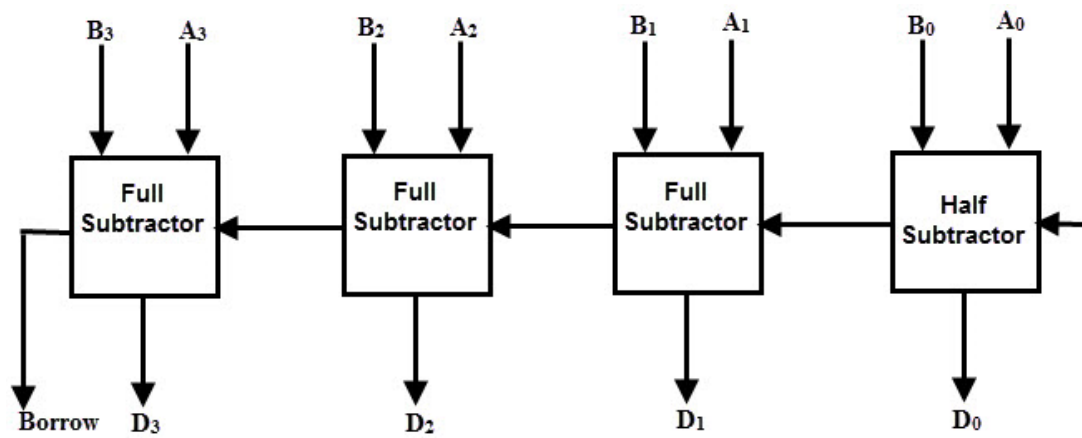 B₃ A₃ B₂ A₂ B₁ A₁ B₀ A₀
Full Subtractor
Full Subtractor
Full Subtractor
Half Subtractor
Borrow D₃ D₂ D₁ D₀